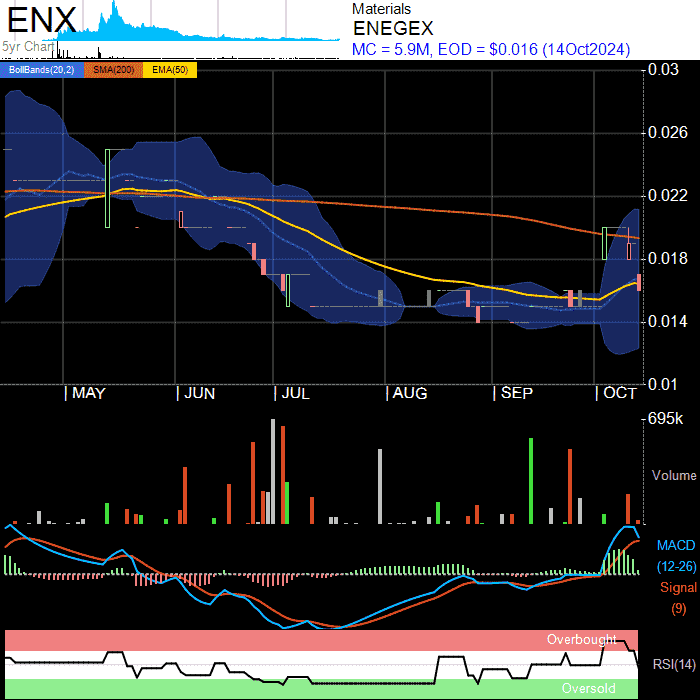 ENX
5yr Chart
Materials
ENEGEX
MC = 5.9M, EOD = $0.016 (14Oct2024)
BollBands(20,2) SMA(200) EMA(50)
0.03
0.026
0.022
0.018
0.014
0.01
| MAY | JUN | JUL | AUG | SEP | OCT
695k
Volume
MACD
(12-26)
Signal
(9)
Overbought
RSI(14)
Oversold